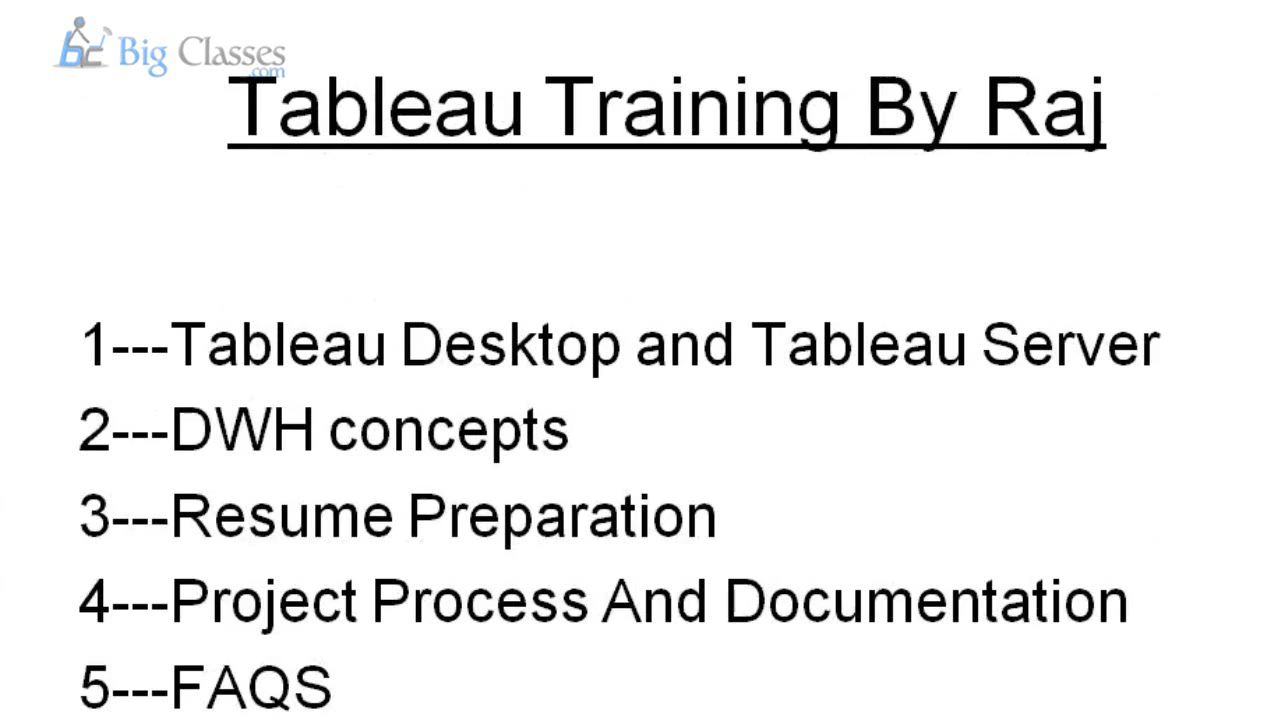 Big Classes
.com
Tableau Training By Raj
1---Tableau Desktop and Tableau Server
2---DWH concepts
3---Resume Preparation
4---Project Process And Documentation
5---FAQS